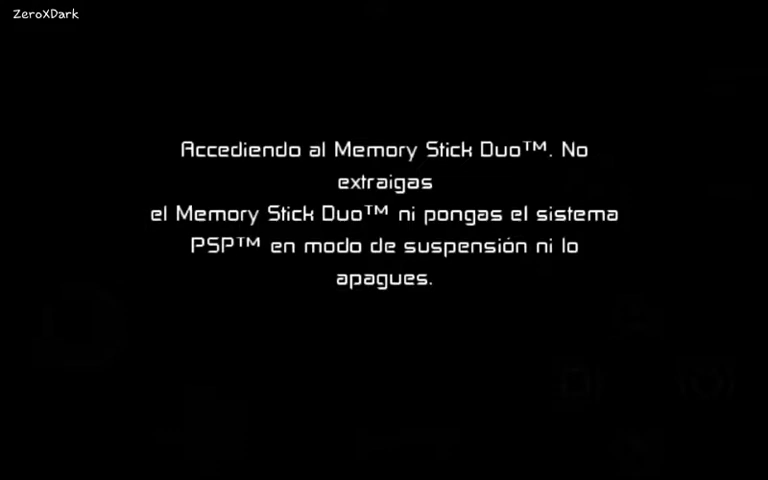 ZeroXDark
Accediendo al Memory Stick Duo™. No
extraigas
el Memory Stick Duo™ ni pongas el sistema
PSP™ en modo de suspensión ni lo
apagues.